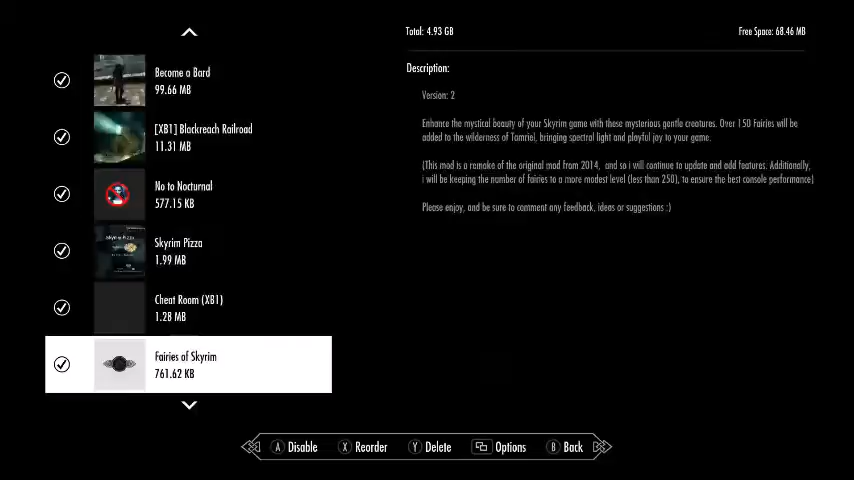 Total: 4.93 GB
Free Space: 68.46 MB
Become a Bard
99.66 MB
[XB1] Blackreach Railroad
11.31 MB
No to Nocturnal
577.15 KB
Skyrim Pizza
1.99 MB
Cheat Room (XB1)
1.28 MB
Fairies of Skyrim
761.62 KB
Description:
Version: 2
Enhance the mystical beauty of your Skyrim game with these mysterious gentle creatures. Over 150 Fairies will be
added to the wilderness of Tamriel, bringing spectral light and playful joy to your game.
(This mod is a remake of the original mod from 2014, and so i will continue to update and add features. Additionally,
i will be keeping the number of fairies to a more modest level (less than 250), to ensure the best console performance)
Please enjoy, and be sure to comment any feedback, ideas or suggestions :)
A Disable X Reorder Y Delete Options B Back